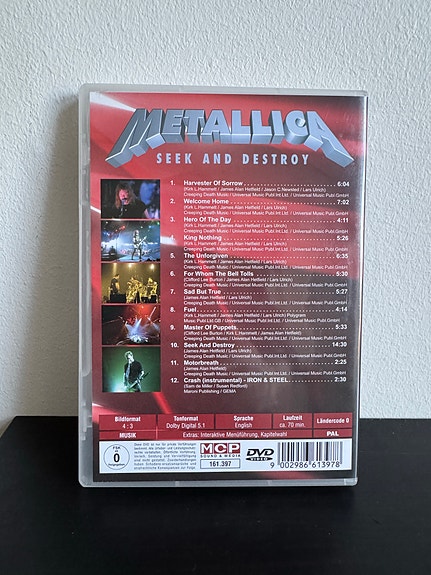 METALLICA
SEEK AND DESTROY
1. Harvester Of Sorrow 6:04
(Kirk L.Hammett / James Alan Hetfield / Jason C.Newsted / Lars Ulrich)
Creeping Death Music / Universal Music Publ.Int.Ltd. / Universal Music Publ.GmbH
2. Welcome Home 7:02
(Kirk L.Hammett / James Alan Hetfield / Lars Ulrich)
Creeping Death Music / Universal Music Publ.Int.Ltd. / Universal Music Publ.GmbH
3. Hero Of The Day 4:11
(Kirk L.Hammett / James Alan Hetfield / Lars Ulrich)
Creeping Death Music / Universal Music Publ.Int.Ltd. / Universal Music Publ.GmbH
4. King Nothing 5:26
(Kirk L.Hammett / James Alan Hetfield / Lars Ulrich)
Creeping Death Music / Universal Music Publ.Int.Ltd. / Universal Music Publ.GmbH
5. The Unforgiven 6:35
(Kirk L.Hammett / James Alan Hetfield / Lars Ulrich)
Creeping Death Music / Universal Music Publ.Int.Ltd. / Universal Music Publ.GmbH
6. For Whom The Bell Tolls 5:30
(Clifford Lee Burton / James Alan Hetfield / Lars Ulrich)
Creeping Death Music / Universal Music Publ.Int.Ltd. / Universal Music Publ.GmbH
7. Sad But True 5:27
(James Alan Hetfield / Lars Ulrich)
Creeping Death Music / Universal Music Publ.Int.Ltd. / Universal Music Publ.GmbH
8. Fuel 4:14
(Kirk L.Hammett / James Alan Hetfield / Lars Ulrich) Polygram
Music Publ.Ltd.GB / Universal Music Publ.Int.Ltd. / Universal Music Publ.GmbH
9. Master Of Puppets 5:33
(Clifford Lee Burton / Kirk L.Hammett / James Alan Hetfield)
Creeping Death Music / Universal Music Publ.Int.Ltd. / Universal Music Publ.GmbH
10. Seek And Destroy 14:30
(James Alan Hetfield / Lars Ulrich)
Creeping Death Music / Universal Music Publ.Int.Ltd. / Universal Music Publ.GmbH
11. Motorbreath 2:25
(James Alan Hetfield)
Creeping Death Music / Universal Music Publ.Int.Ltd. / Universal Music Publ.GmbH
12. Crash (instrumental) - IRON & STEEL 2:30
(Sam de Miller / Susan Redford)
Marcris Publishing / GEMA
Bildformat Tonformat Sprache Laufzeit Ländercode 0
4 : 3 Dolby Digital 5.1 English ca. 70 min.
MUSIK Extras: Interaktive Menüführung, Kapitelwahl PAL
FSK
0
MCP
SOUND & MEDIA
161.397
DVD
VIDEO
9 002986 613978